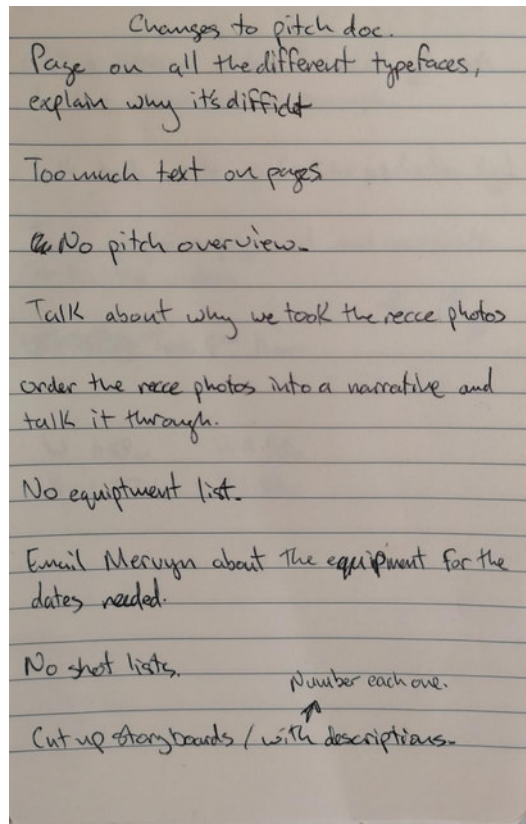 Changes to pitch doc.
Page on all the different typefaces,
explain why it's difficlt
Too much text on pages
No pitch overview.
Talk about why we took the recce photos
order the recce photos into a narrative and
talk it through.
No equiptment list.
Email Mervyn about the equipment for the
dates needed.
No shot lists.
Number each one.
Cut up storyboards / with descriptions.